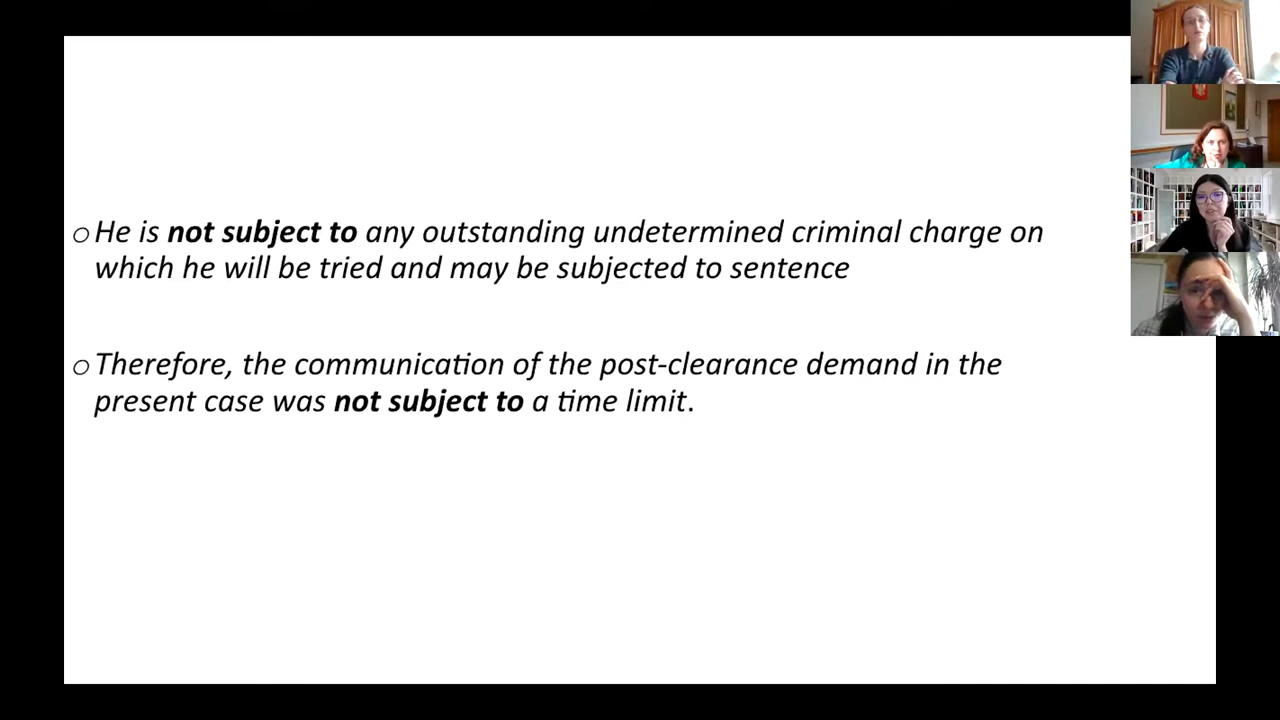 ○ He is not subject to any outstanding undetermined criminal charge on
which he will be tried and may be subjected to sentence
○ Therefore, the communication of the post-clearance demand in the
present case was not subject to a time limit.